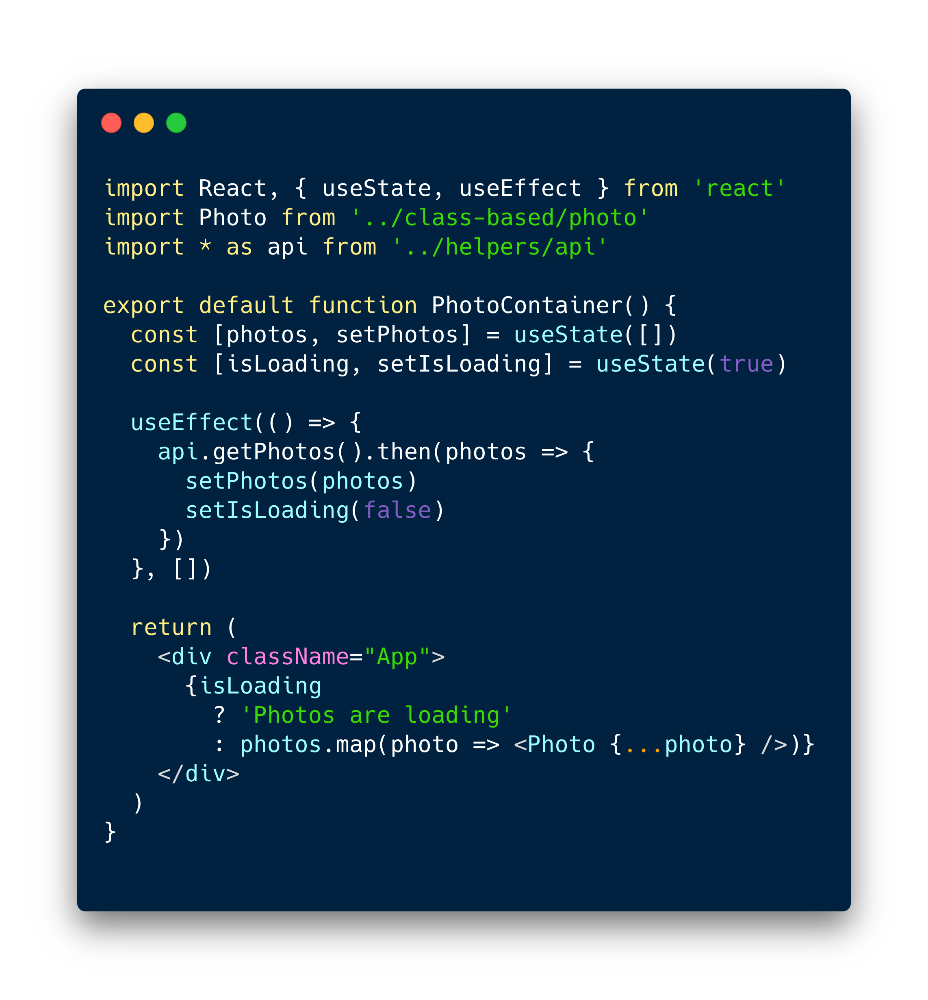 import React, { useState, useEffect } from 'react'
import Photo from '../class-based/photo'
import * as api from '../helpers/api'

export default function PhotoContainer() {
  const [photos, setPhotos] = useState([])
  const [isLoading, setIsLoading] = useState(true)

  useEffect(() => {
    api.getPhotos().then(photos => {
      setPhotos(photos)
      setIsLoading(false)
    })
  }, [])

  return (
    <div className="App">
      {isLoading
        ? 'Photos are loading'
        : photos.map(photo => <Photo {...photo} />)}
    </div>
  )
}